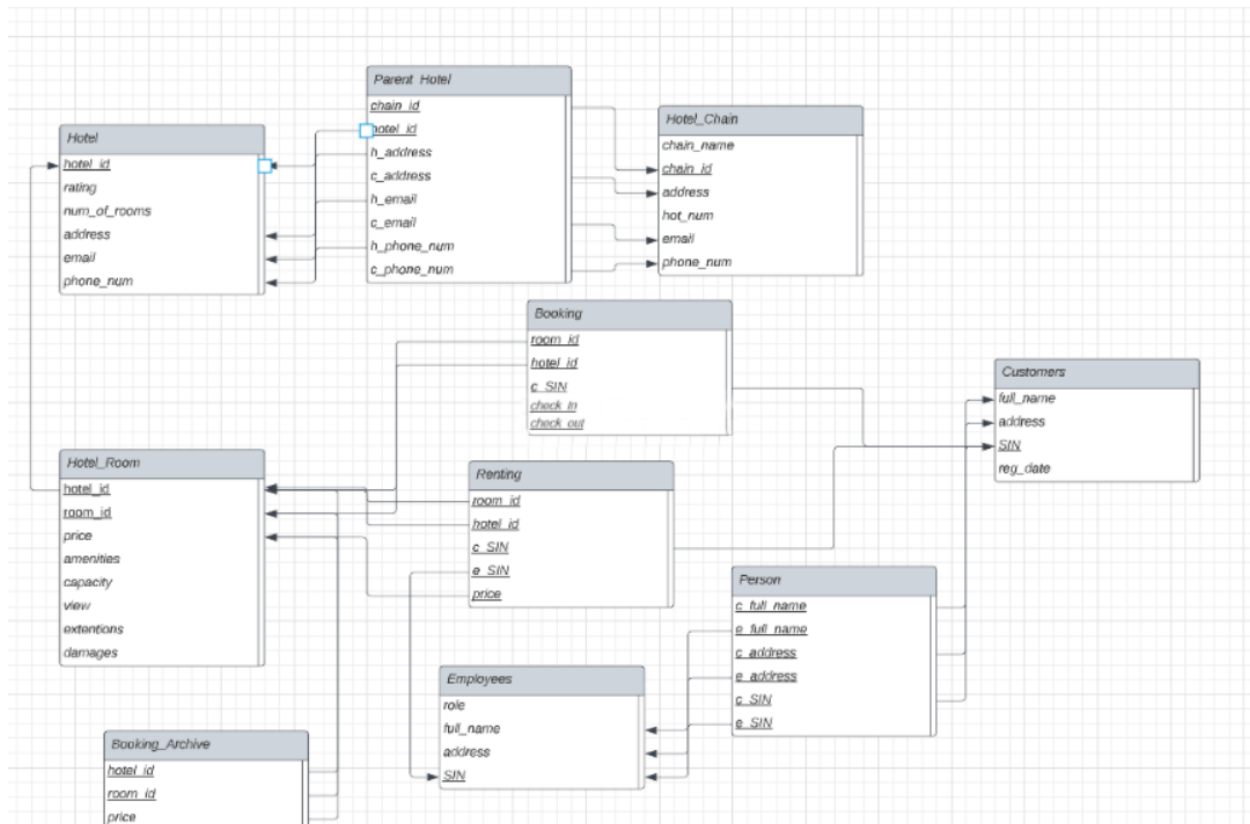 Parent Hotel
chain_id
hotel_id
h_address
c_address
h_email
c_email
h_phone_num
c_phone_num
Hotel_Chain
chain_name
chain_id
address
hot_num
email
phone_num
Hotel
hotel_id
rating
num_of_rooms
address
email
phone_num
Booking
room_id
hotel_id
c_SIN
check_in
check_out
Customers
full_name
address
SIN
reg_date
Hotel_Room
hotel_id
room_id
price
amenities
capacity
view
extentions
damages
Renting
room_id
hotel_id
c_SIN
e_SIN
price
Person
c_full_name
e_full_name
c_address
e_address
c_SIN
e_SIN
Employees
role
full_name
address
SIN
Booking_Archive
hotel_id
room_id
price